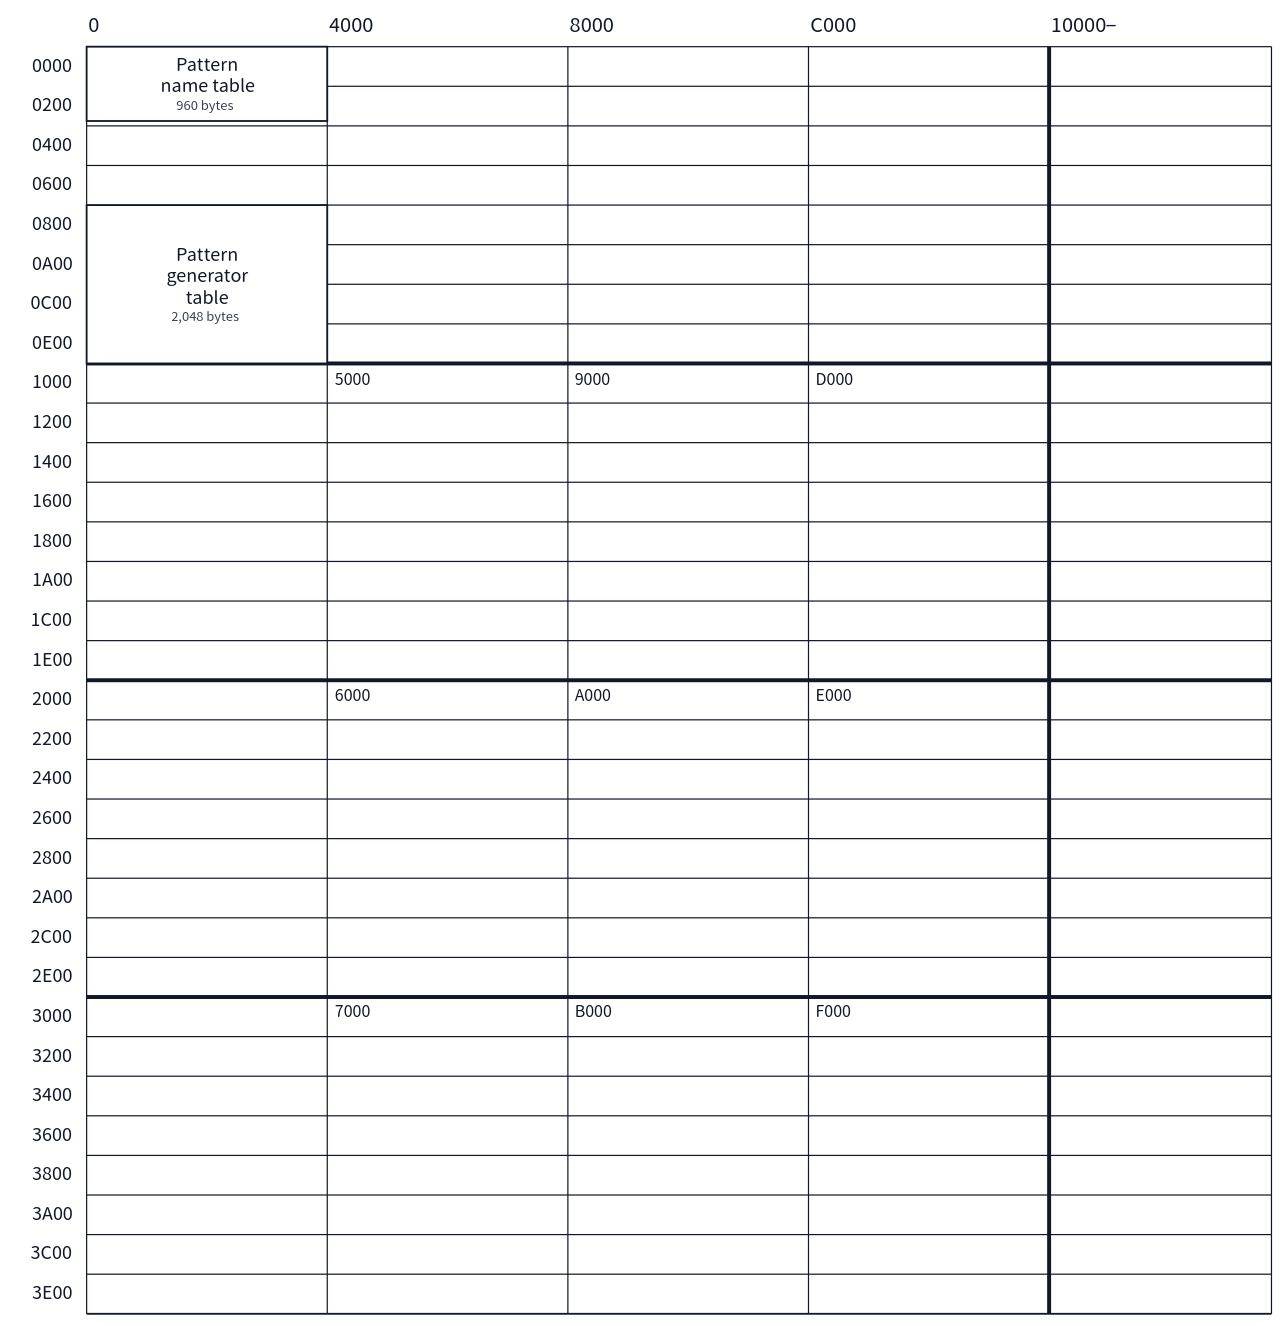 0 4000 8000 C000 10000–
0000 Pattern
name table
0200 960 bytes
0400
0600
0800
Pattern
0A00 generator
0C00 table
2,048 bytes
0E00
1000 5000 9000 D000
1200
1400
1600
1800
1A00
1C00
1E00
2000 6000 A000 E000
2200
2400
2600
2800
2A00
2C00
2E00
3000 7000 B000 F000
3200
3400
3600
3800
3A00
3C00
3E00